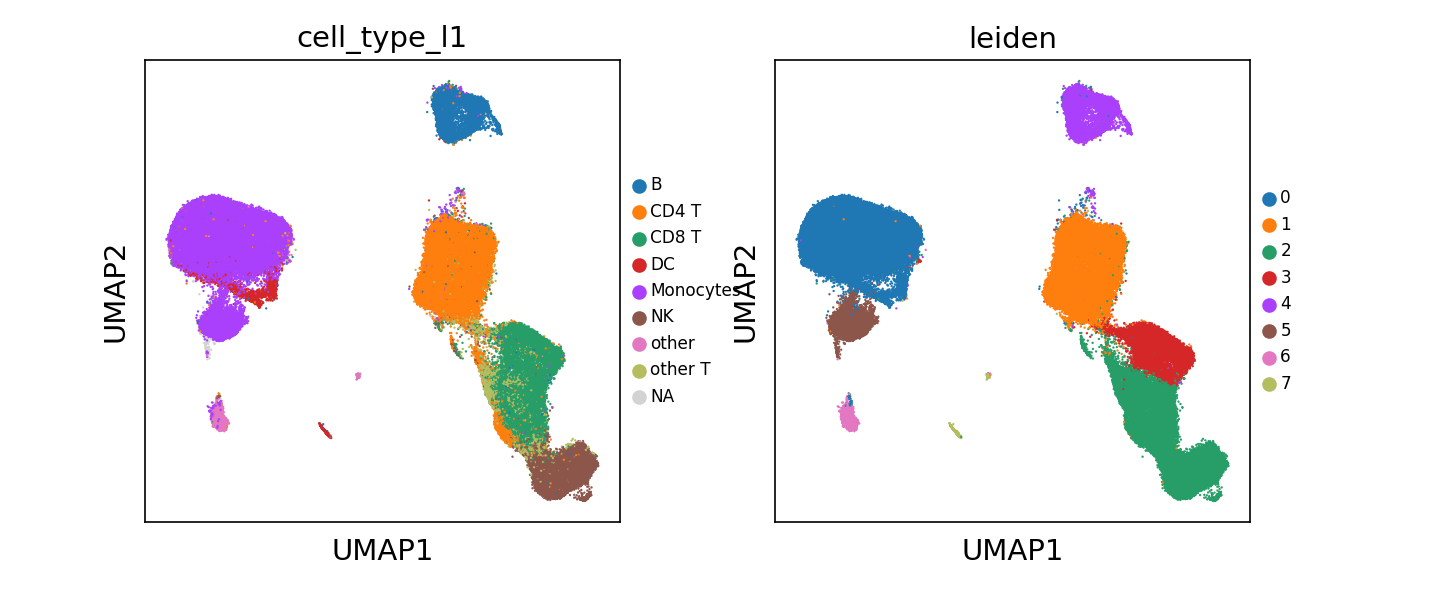 cell_type_l1
leiden
UMAP2
B
CD4 T
CD8 T
DC
Monocytes
NK
other
other T
NA
UMAP1
UMAP2
0
1
2
3
4
5
6
7
UMAP1